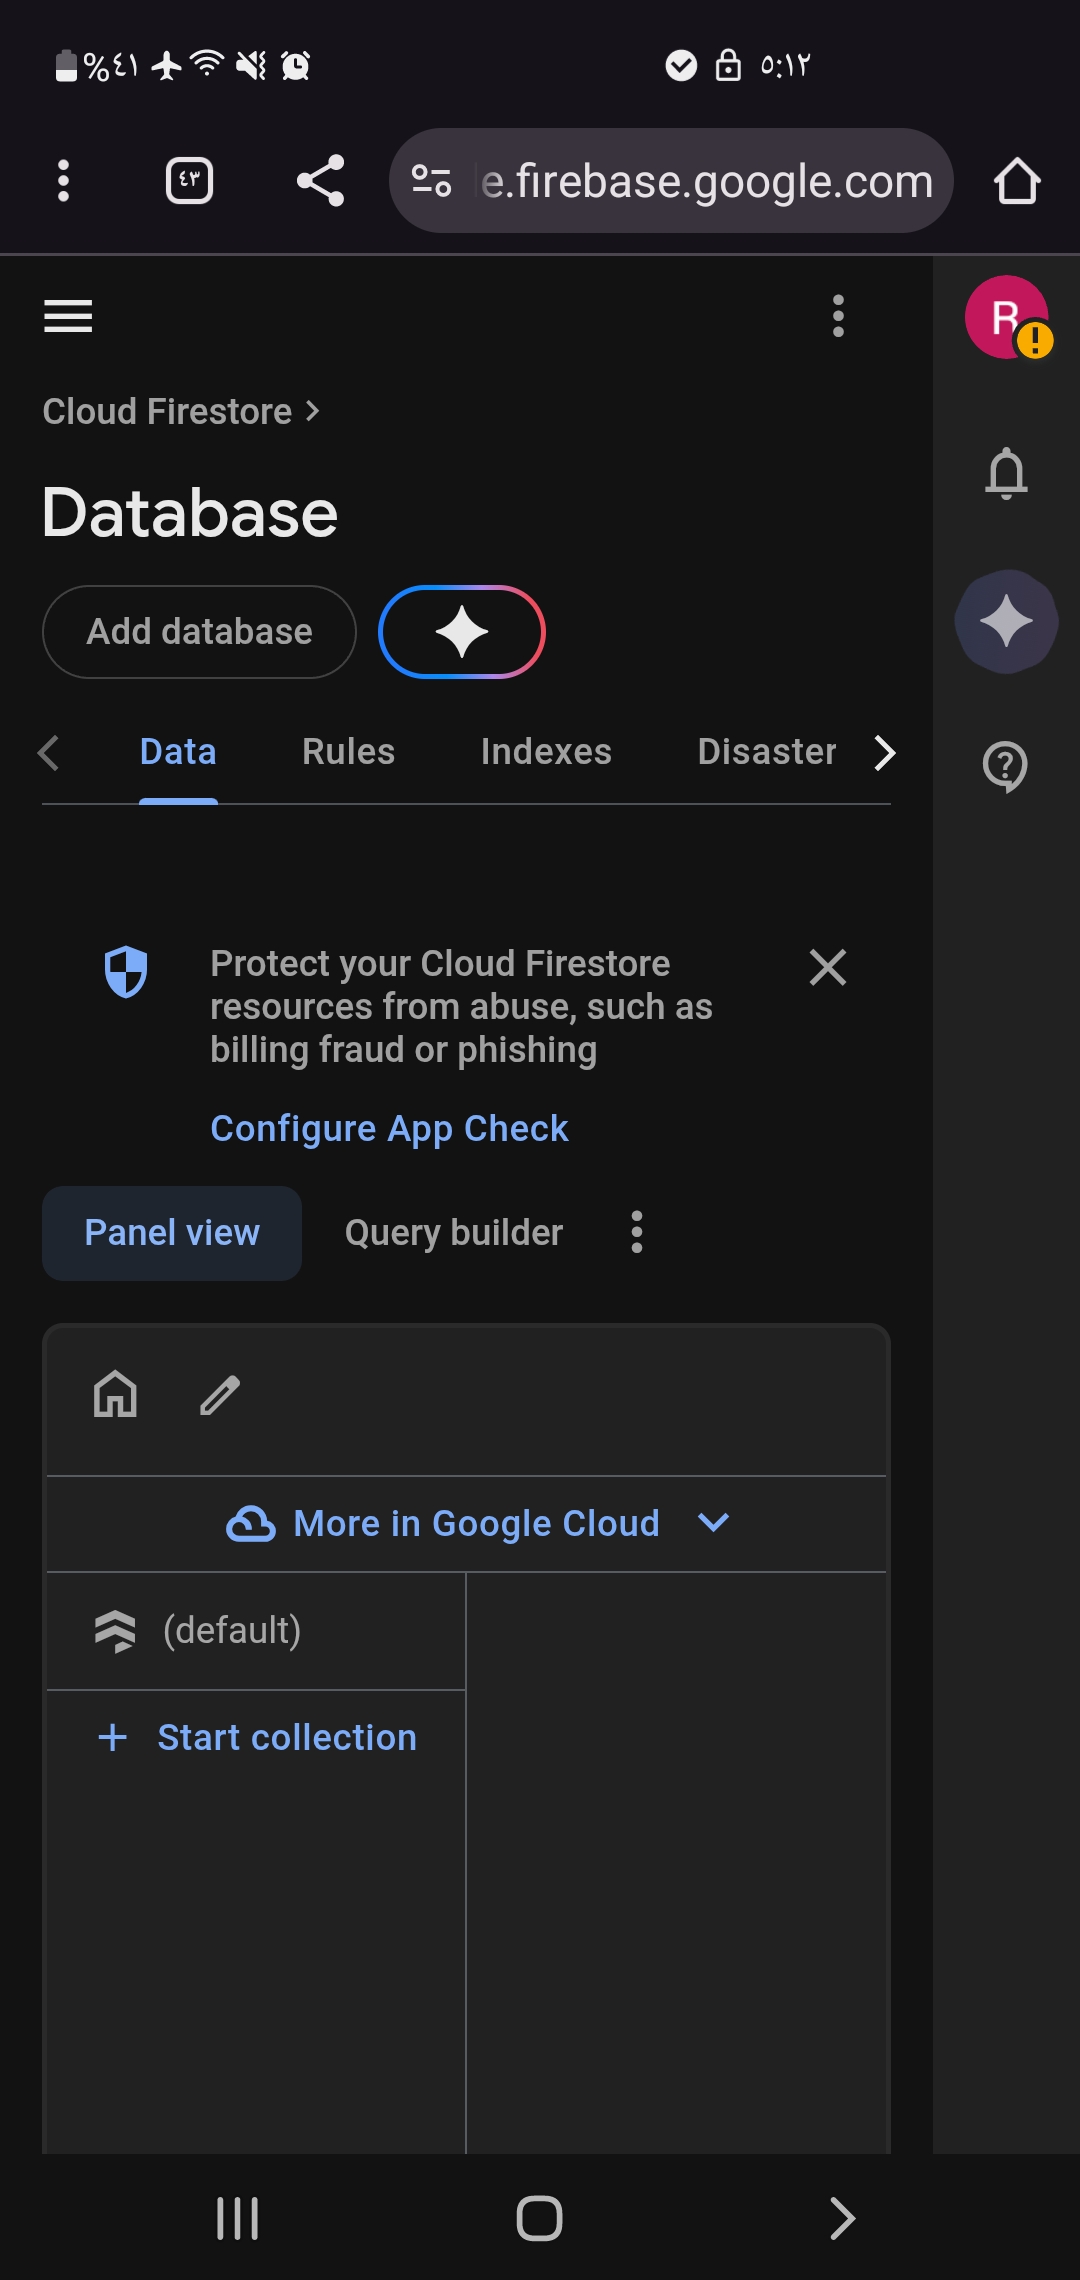 %٤١
٥:١٢
٤٣
e.firebase.google.com
R
Cloud Firestore
Database
Add database
Data
Rules
Indexes
Disaster
Protect your Cloud Firestore
resources from abuse, such as
billing fraud or phishing
Configure App Check
Panel view
Query builder
More in Google Cloud
(default)
+ Start collection